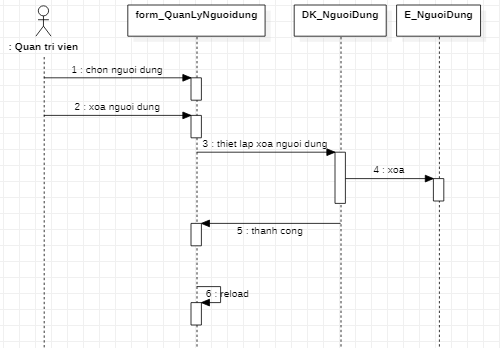 form_QuanLyNguoidung
DK_NguoiDung
E_NguoiDung
: Quan tri vien
1 : chon nguoi dung
2 : xoa nguoi dung
3 : thiet lap xoa nguoi dung
4 : xoa
5 : thanh cong
6 : reload